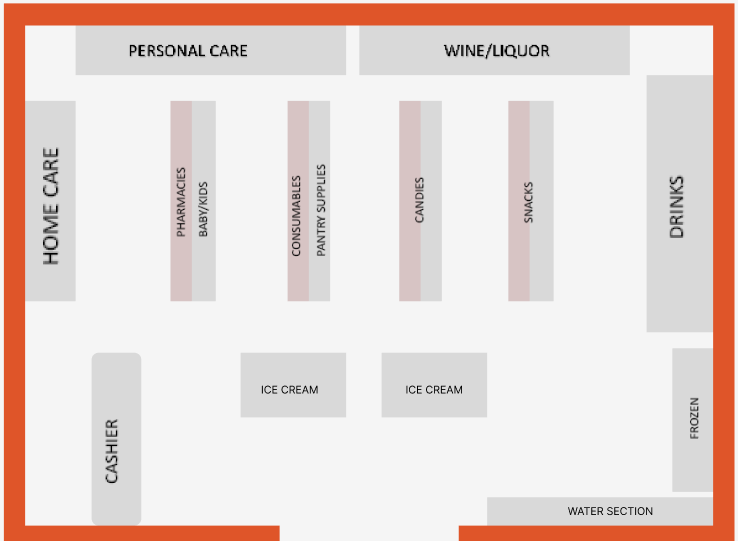 PERSONAL CARE
WINE/LIQUOR
HOME CARE
PHARMACIES
BABY/KIDS
CONSUMABLES
PANTRY SUPPLIES
CANDIES
SNACKS
DRINKS
CASHIER
ICE CREAM
ICE CREAM
FROZEN
WATER SECTION